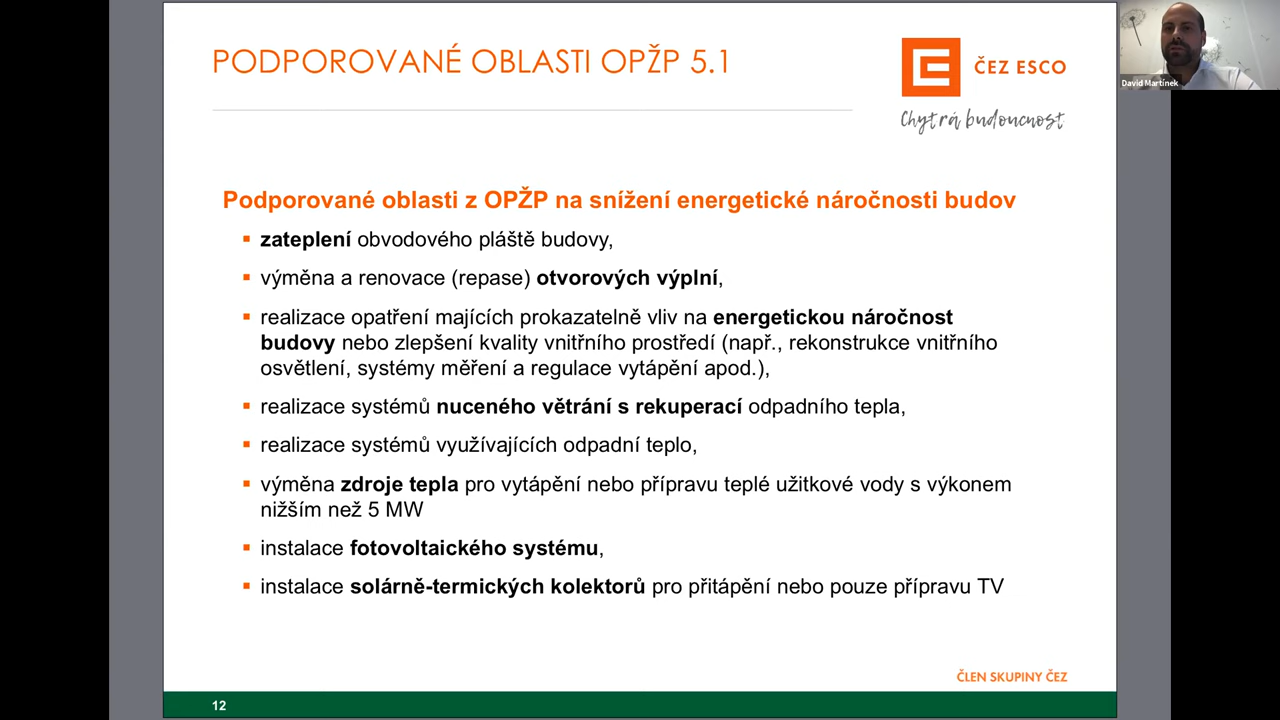 PODPOROVANÉ OBLASTI OPŽP 5.1
ČEZ ESCO
Chytrá budoucnost
David Martínek
Podporované oblasti z OPŽP na snížení energetické náročnosti budov
zateplení obvodového pláště budovy,
výměna a renovace (repase) otvorových výplní,
realizace opatření majících prokazatelně vliv na energetickou náročnost
budovy nebo zlepšení kvality vnitřního prostředí (např., rekonstrukce vnitřního
osvětlení, systémy měření a regulace vytápění apod.),
realizace systémů nuceného větrání s rekuperací odpadního tepla,
realizace systémů využívajících odpadní teplo,
výměna zdroje tepla pro vytápění nebo přípravu teplé užitkové vody s výkonem
nižším než 5 MW
instalace fotovoltaického systému,
instalace solárně-termických kolektorů pro přitápění nebo pouze přípravu TV
ČLEN SKUPINY ČEZ
12